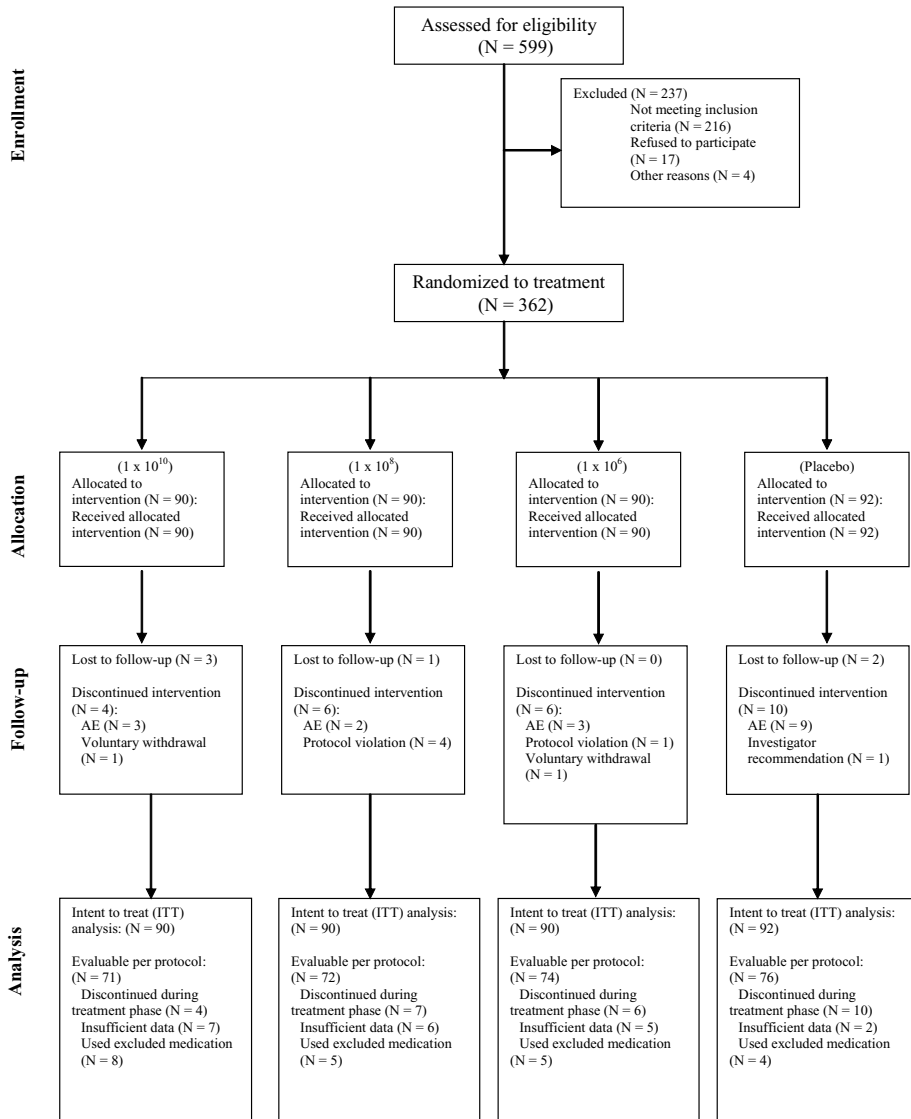 Enrollment
Assessed for eligibility
(N = 599)
Excluded (N = 237)
Not meeting inclusion
criteria (N = 216)
Refused to participate
(N = 17)
Other reasons (N = 4)
Randomized to treatment
(N = 362)
Allocation
(1 x 10¹⁰)
Allocated to
intervention (N = 90):
Received allocated
intervention (N = 90)
(1 x 10⁸)
Allocated to
intervention (N = 90):
Received allocated
intervention (N = 90)
(1 x 10⁶)
Allocated to
intervention (N = 90):
Received allocated
intervention (N = 90)
(Placebo)
Allocated to
intervention (N = 92):
Received allocated
intervention (N = 92)
Follow-up
Lost to follow-up (N = 3)
Discontinued intervention
(N = 4):
AE (N = 3)
Voluntary withdrawal
(N = 1)
Lost to follow-up (N = 1)
Discontinued intervention
(N = 6):
AE (N = 2)
Protocol violation (N = 4)
Lost to follow-up (N = 0)
Discontinued intervention
(N = 6):
AE (N = 3)
Protocol violation (N = 1)
Voluntary withdrawal
(N = 1)
Lost to follow-up (N = 2)
Discontinued intervention
(N = 10)
AE (N = 9)
Investigator
recommendation (N = 1)
Analysis
Intent to treat (ITT)
analysis: (N = 90)
Evaluable per protocol:
(N = 71)
Discontinued during
treatment phase (N = 4)
Insufficient data (N = 7)
Used excluded medication
(N = 8)
Intent to treat (ITT) analysis:
(N = 90)
Evaluable per protocol:
(N = 72)
Discontinued during
treatment phase (N = 7)
Insufficient data (N = 6)
Used excluded medication
(N = 5)
Intent to treat (ITT) analysis:
(N = 90)
Evaluable per protocol:
(N = 74)
Discontinued during
treatment phase (N = 6)
Insufficient data (N = 5)
Used excluded medication
(N = 5)
Intent to treat (ITT) analysis:
(N = 92)
Evaluable per protocol:
(N = 76)
Discontinued during
treatment phase (N = 10)
Insufficient data (N = 2)
Used excluded medication
(N = 4)